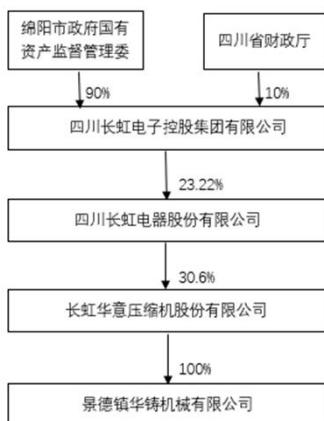 绵阳市政府国有
资产监督管理委
四川省财政厅
90%
10%
四川长虹电子控股集团有限公司
23.22%
四川长虹电器股份有限公司
30.6%
长虹华意压缩机股份有限公司
100%
景德镇华铸机械有限公司